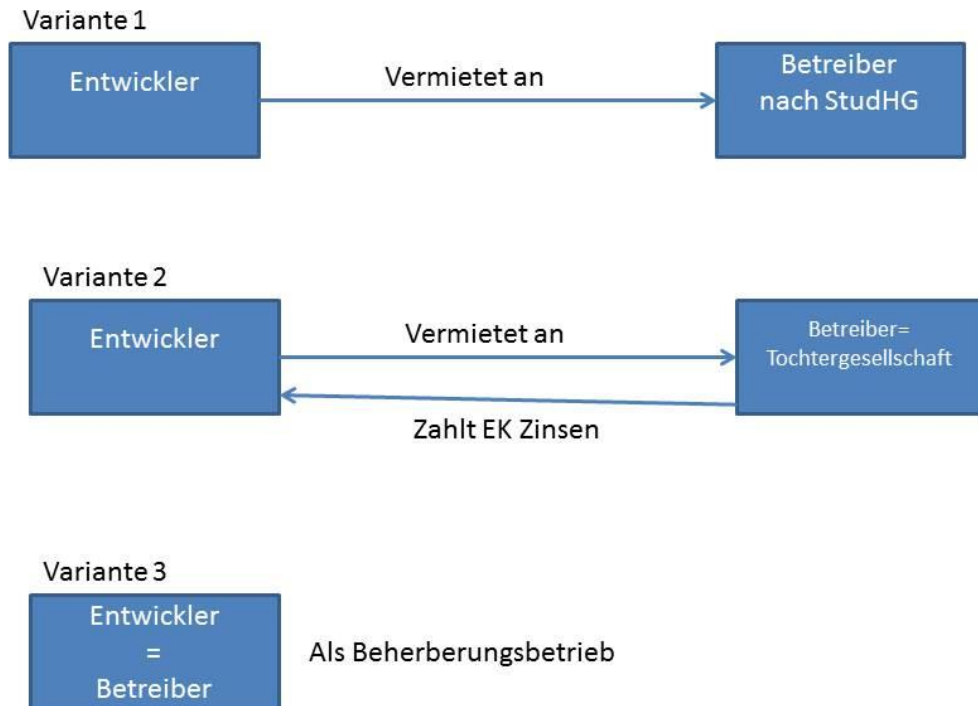 Variante 1
Entwickler
Vermietet an
Betreiber
nach StudHG
Variante 2
Entwickler
Vermietet an
Betreiber=
Tochtergesellschaft
Zahlt EK Zinsen
Variante 3
Entwickler
=
Betreiber
Als Beherberungsbetrieb